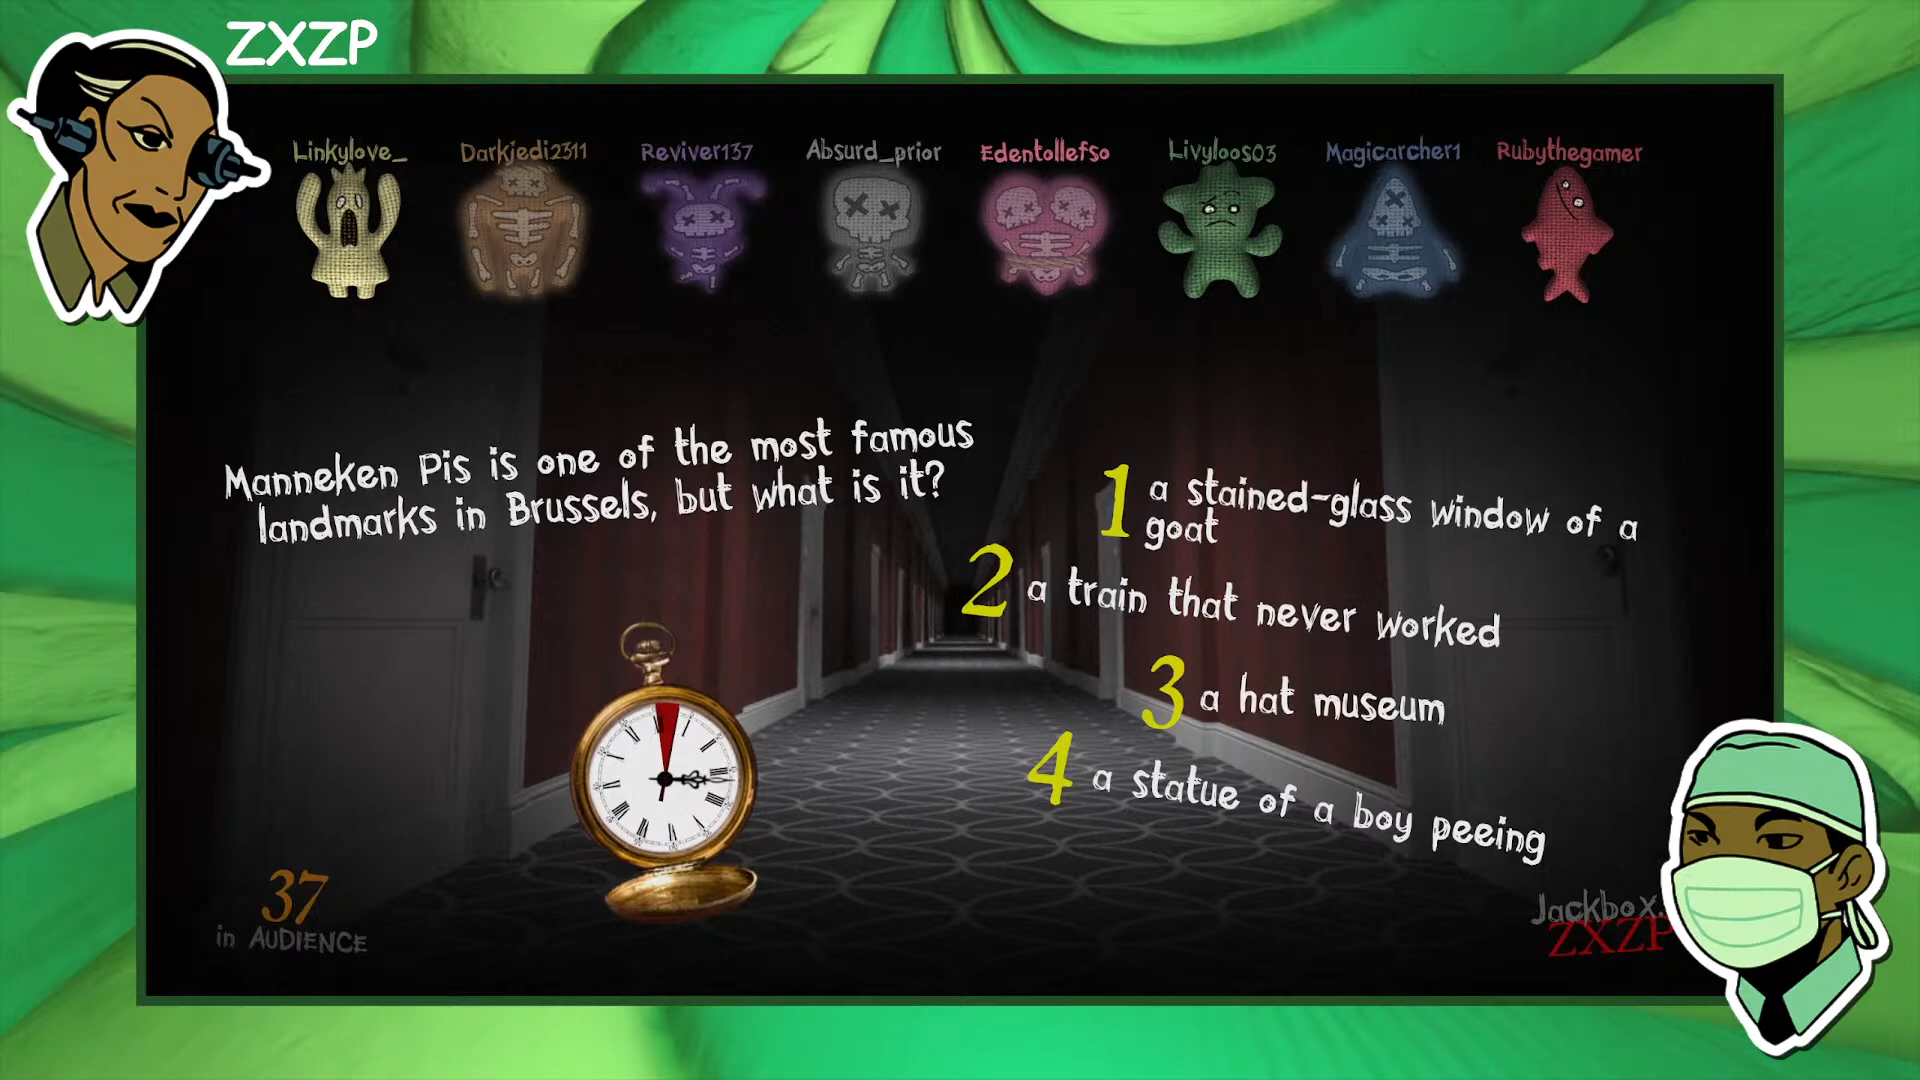 ZXZP
Linkylove_
Darkjedi2311
Reviver137
Absurd_prior
Edentollefso
Livyloos03
Magicarcher1
Rubythegamer
Manneken Pis is one of the most famous
landmarks in Brussels, but what is it?
1 a stained-glass window of a
goat
2 a train that never worked
3 a hat museum
4 a statue of a boy peeing
37
in AUDIENCE
Jackbox.
ZXZP